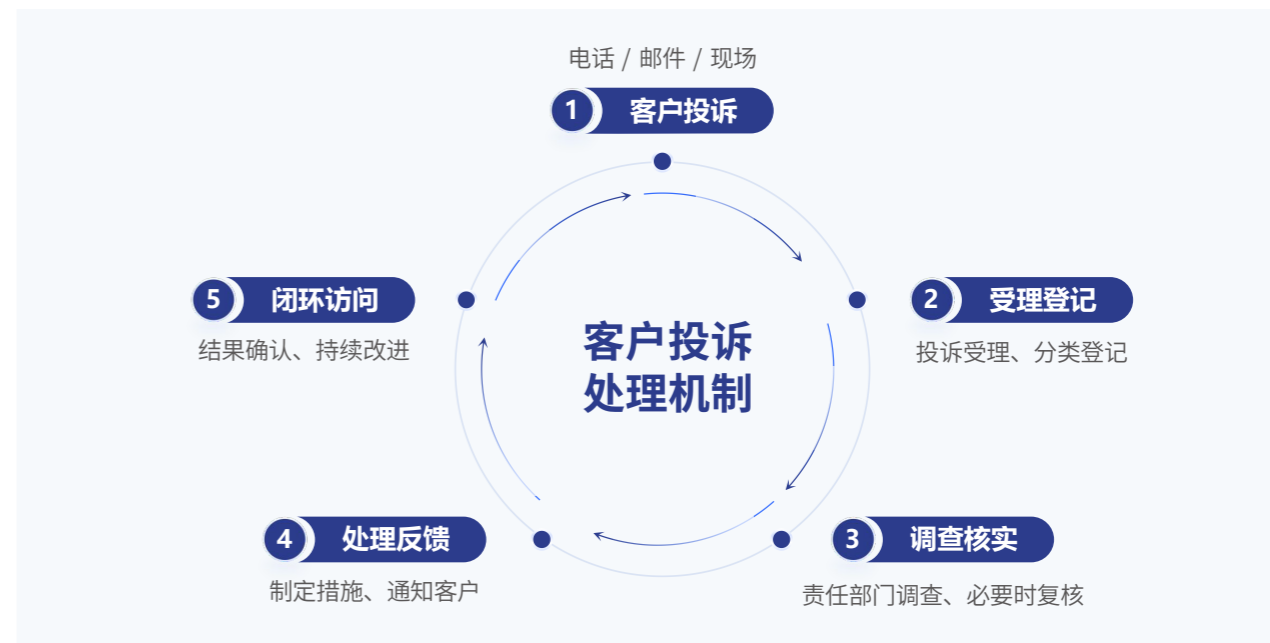 电话 / 邮件 / 现场
1 客户投诉
2 受理登记
投诉受理、分类登记
3 调查核实
责任部门调查、必要时复核
4 处理反馈
制定措施、通知客户
5 闭环访问
结果确认、持续改进
客户投诉
处理机制